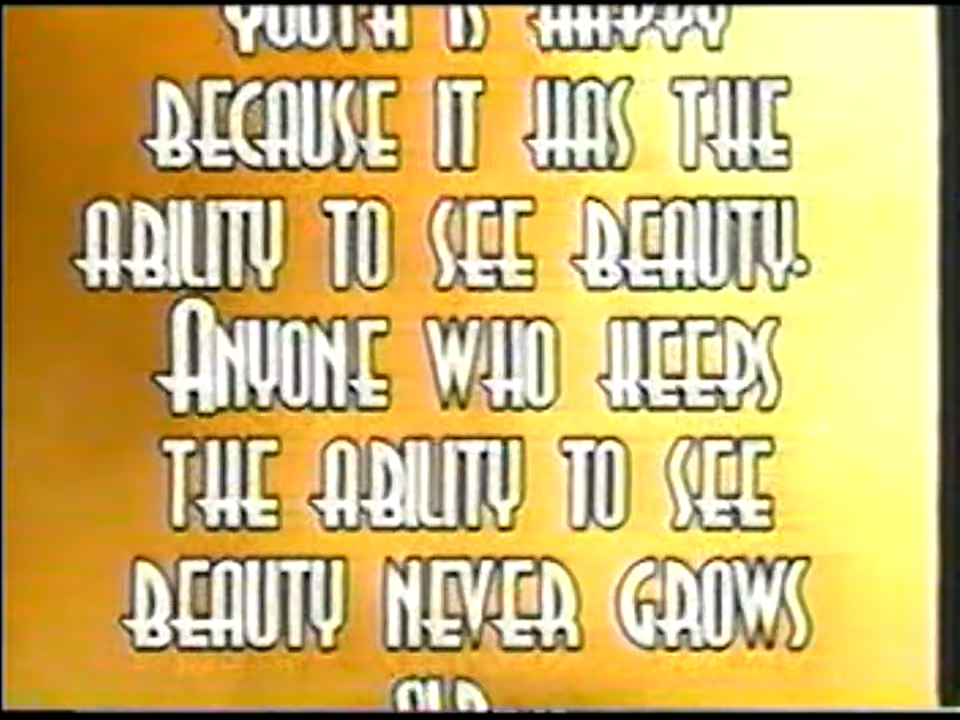 YOUTH IS HAPPY
BECAUSE IT HAS THE
ABILITY TO SEE BEAUTY.
ANYONE WHO KEEPS
THE ABILITY TO SEE
BEAUTY NEVER GROWS
OLD